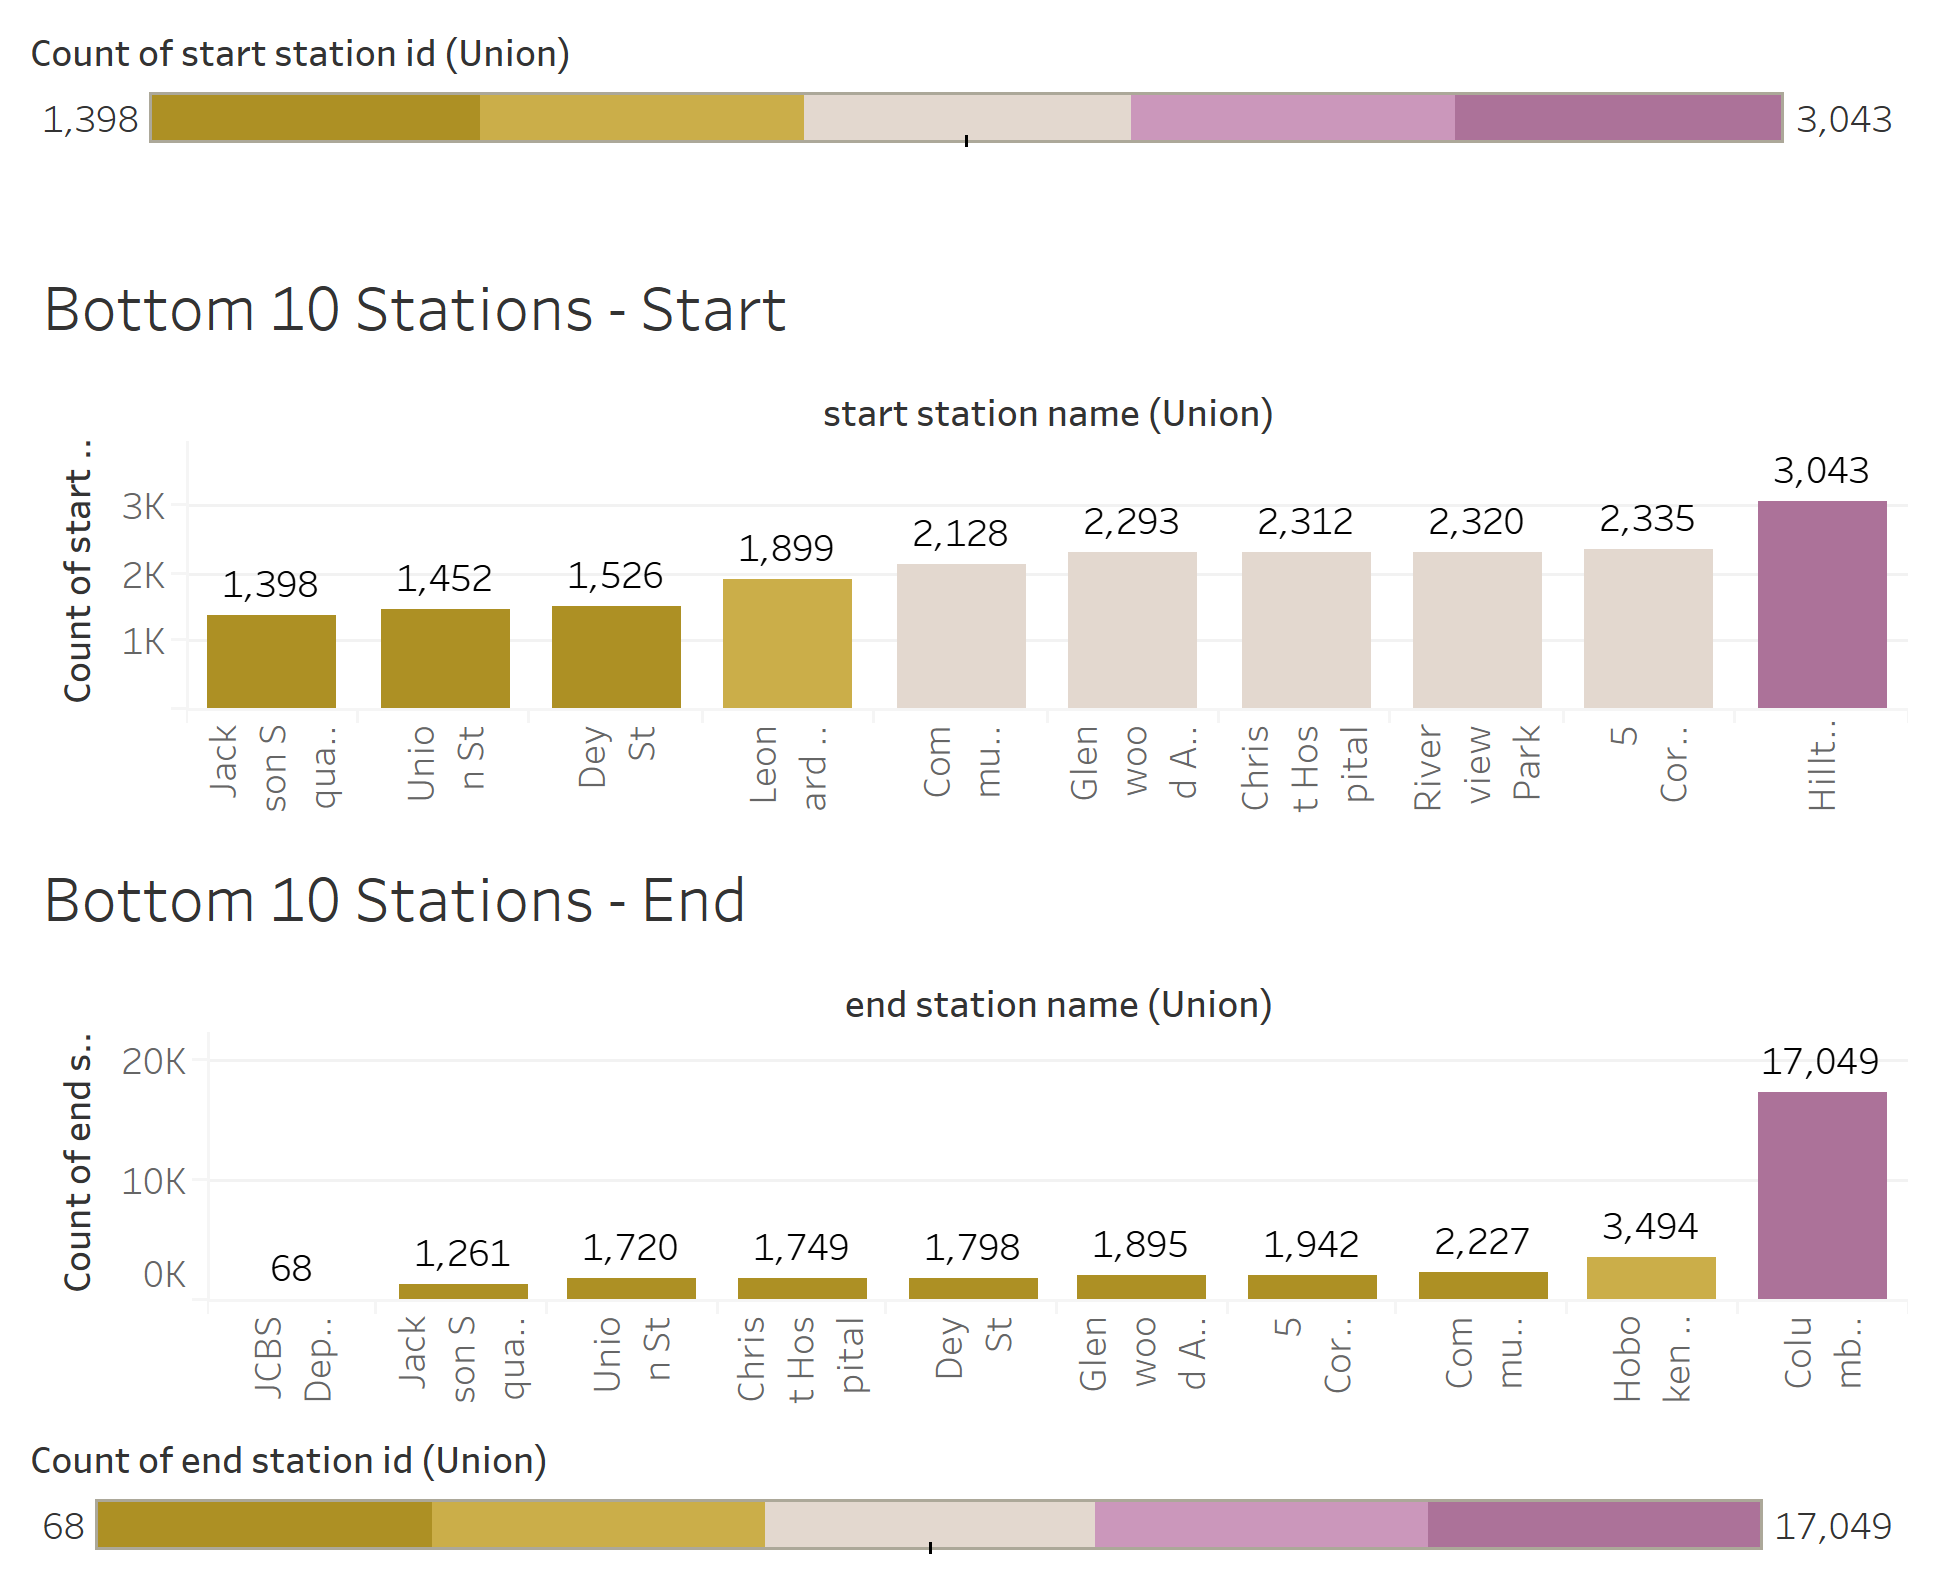 Count of start station id (Union)
1,398
3,043
Bottom 10 Stations - Start
start station name (Union)
Count of start ..
3K
2K
1K
1,398
1,452
1,526
1,899
2,128
2,293
2,312
2,320
2,335
3,043
Jack
son S
qua..
Unio
n St
Dey
St
Leon
ard ..
Com
mu..
Glen
woo
d A..
Chris
t Hos
pital
River
view
Park
5
Cor..
Hillt..
Bottom 10 Stations - End
end station name (Union)
Count of end s..
20K
10K
0K
68
1,261
1,720
1,749
1,798
1,895
1,942
2,227
3,494
17,049
JCBS
Dep..
Jack
son S
qua..
Unio
n St
Chris
t Hos
pital
Dey
St
Glen
woo
d A..
5
Cor..
Com
mu..
Hobo
ken ..
Colu
mb..
Count of end station id (Union)
68
17,049